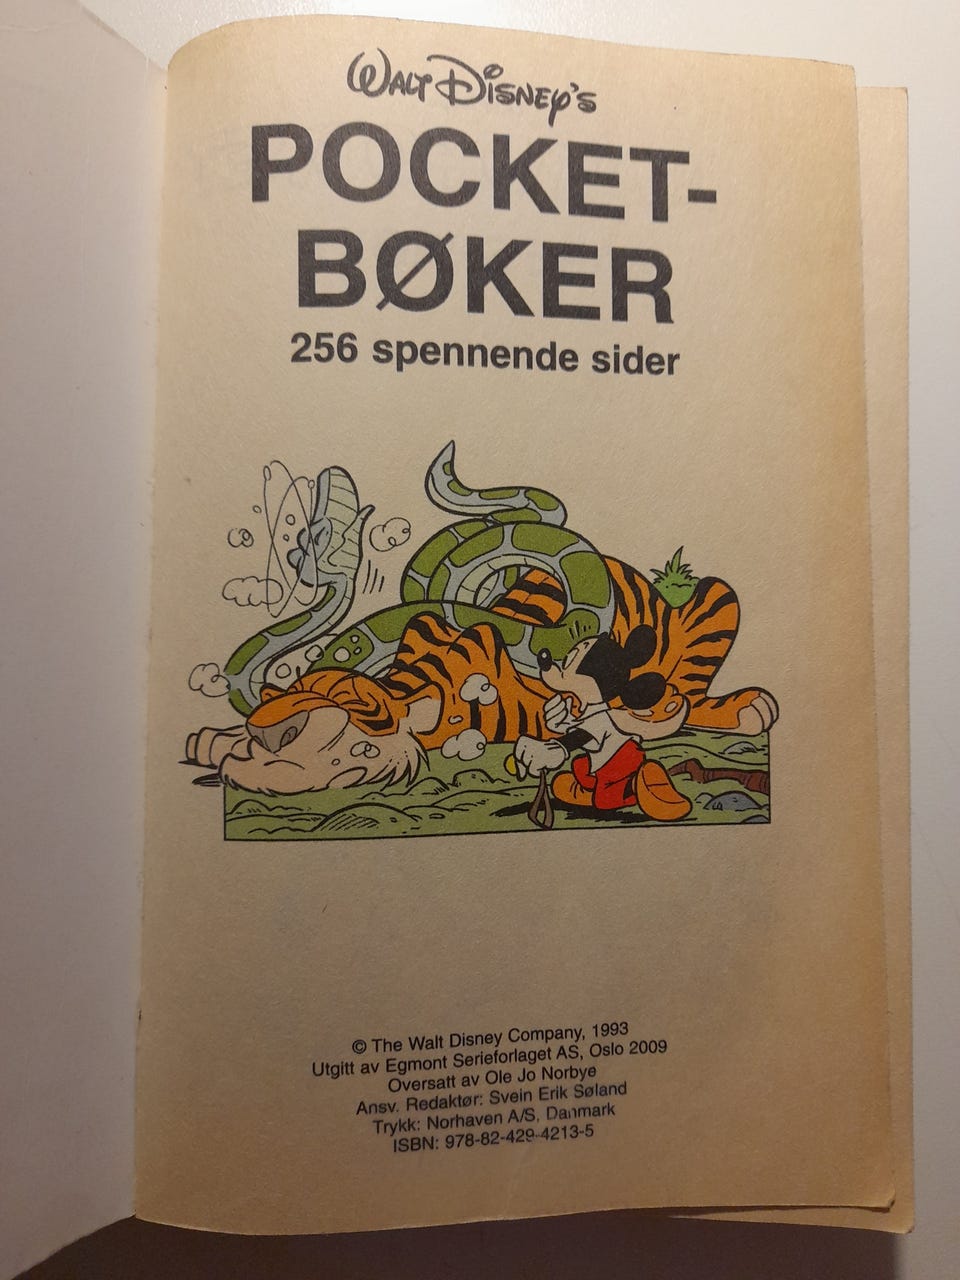 WALT DISNEY'S
POCKET-
BØKER
256 spennende sider
© The Walt Disney Company, 1993
Utgitt av Egmont Serieforlaget AS, Oslo 2009
Oversatt av Ole Jo Norbye
Ansv. Redaktør: Svein Erik Søland
Trykk: Norhaven A/S, Danmark
ISBN: 978-82-429-4213-5